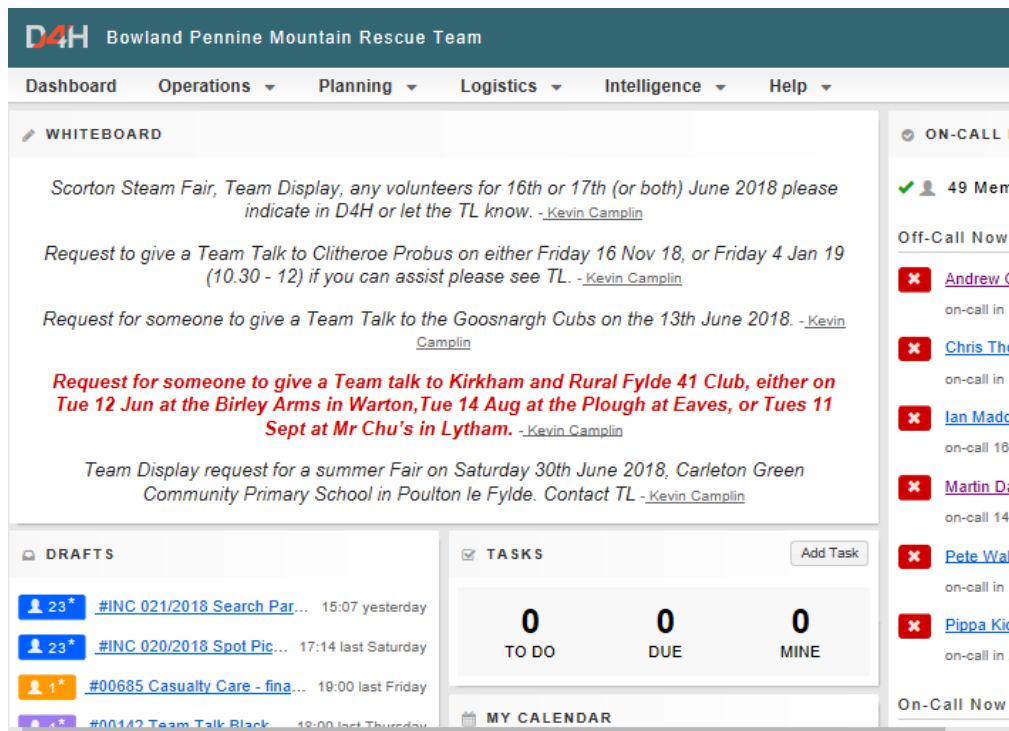 D4H Bowland Pennine Mountain Rescue Team
Dashboard Operations Planning Logistics Intelligence Help
WHITEBOARD
Scorton Steam Fair, Team Display, any volunteers for 16th or 17th (or both) June 2018 please
indicate in D4H or let the TL know. - Kevin Camplin
Request to give a Team Talk to Clitheroe Probus on either Friday 16 Nov 18, or Friday 4 Jan 19
(10.30 - 12) if you can assist please see TL. - Kevin Camplin
Request for someone to give a Team Talk to the Goosnargh Cubs on the 13th June 2018. - Kevin
Camplin
Request for someone to give a Team talk to Kirkham and Rural Fylde 41 Club, either on
Tue 12 Jun at the Birley Arms in Warton,Tue 14 Aug at the Plough at Eaves, or Tues 11
Sept at Mr Chu's in Lytham. - Kevin Camplin
Team Display request for a summer Fair on Saturday 30th June 2018, Carleton Green
Community Primary School in Poulton le Fylde. Contact TL - Kevin Camplin
DRAFTS
23* #INC 021/2018 Search Par... 15:07 yesterday
23* #INC 020/2018 Spot Pic... 17:14 last Saturday
1* #00685 Casualty Care - fina... 19:00 last Friday
#00142 Team Talk Black 18:00 last Thursday
TASKS
Add Task
0 0 0
TO DO DUE MINE
MY CALENDAR
ON-CALL
49 Mem
Off-Call Now
Andrew
on-call in
Chris Tho
on-call in
Ian Mado
on-call 16
Martin Da
on-call 14
Pete Wal
on-call in
Pippa Kid
on-call in
On-Call Now